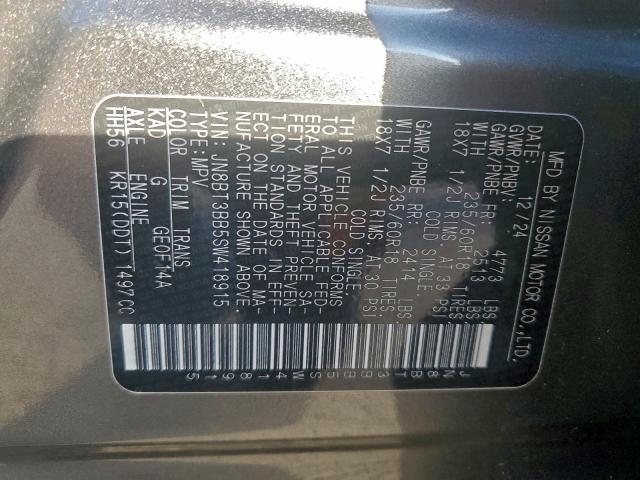 MFD. BY NISSAN MOTOR CO., LTD.
DATE: 12/24
GVWR/PNBV: 4773 LBS.
GAWR/PNBE FR: 2513 LBS.
WITH 235/60R18 TIRES.
18X7 1/2J RIMS. AT 33 PSI
COLD SINGLE.
GAWR/PNBE RR: 2414 LBS.
WITH 235/60R18 TIRES.
18X7 1/2J RIMS. AT 30 PSI
COLD SINGLE.
THIS VEHICLE CONFORMS
TO ALL APPLICABLE FED-
ERAL MOTOR VEHICLE SA-
FETY AND THEFT PREVEN-
TION STANDARDS IN EFF-
ECT ON THE DATE OF MA-
NUFACTURE SHOWN ABOVE.
VIN: JN8BT3BB5SW418915
TYPE: MPV
COLOR TRIM TRANS
KAD G GE0F14A
AXLE ENGINE
HH56 KR15(DDT) 1497CC
JN8BT3BB5SW418915